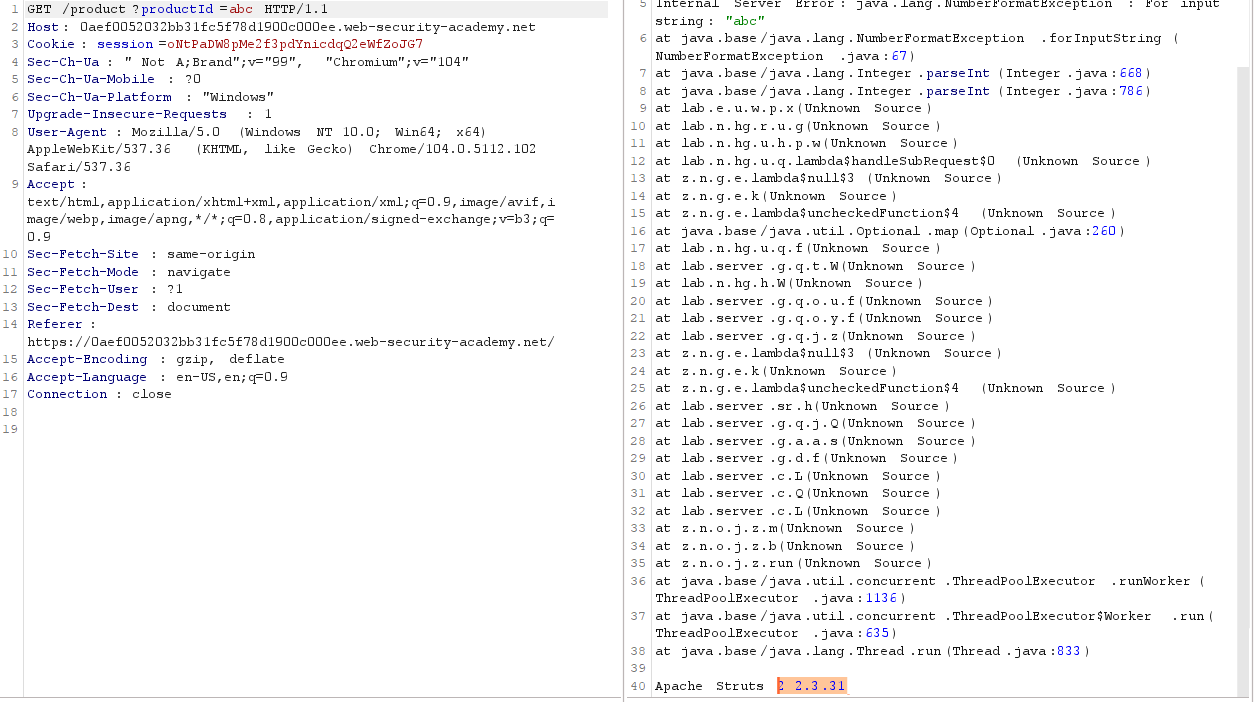 1 GET /product?productId=abc HTTP/1.1
2 Host: 0aef0052032bb31fc5f78d1900c000ee.web-security-academy.net
3 Cookie: session=oNtPaDW8pMe2f3pdYnicdqQ2eWfZoJG7
4 Sec-Ch-Ua: " Not A;Brand";v="99", "Chromium";v="104"
5 Sec-Ch-Ua-Mobile: ?0
6 Sec-Ch-Ua-Platform: "Windows"
7 Upgrade-Insecure-Requests: 1
8 User-Agent: Mozilla/5.0 (Windows NT 10.0; Win64; x64)
AppleWebKit/537.36 (KHTML, like Gecko) Chrome/104.0.5112.102
Safari/537.36
9 Accept:
text/html,application/xhtml+xml,application/xml;q=0.9,image/avif,i
mage/webp,image/apng,*/*;q=0.8,application/signed-exchange;v=b3;q=
0.9
10 Sec-Fetch-Site: same-origin
11 Sec-Fetch-Mode: navigate
12 Sec-Fetch-User: ?1
13 Sec-Fetch-Dest: document
14 Referer:
https://0aef0052032bb31fc5f78d1900c000ee.web-security-academy.net/
15 Accept-Encoding: gzip, deflate
16 Accept-Language: en-US,en;q=0.9
17 Connection: close
18
19
5 Internal Server Error: java.lang.NumberFormatException: For input
string: "abc"
6 at java.base/java.lang.NumberFormatException.forInputString(
NumberFormatException.java:67)
7 at java.base/java.lang.Integer.parseInt(Integer.java:668)
8 at java.base/java.lang.Integer.parseInt(Integer.java:786)
9 at lab.e.u.w.p.x(Unknown Source)
10 at lab.n.hg.r.u.g(Unknown Source)
11 at lab.n.hg.u.h.p.w(Unknown Source)
12 at lab.n.hg.u.q.lambda$handleSubRequest$0(Unknown Source)
13 at z.n.g.e.lambda$null$3(Unknown Source)
14 at z.n.g.e.k(Unknown Source)
15 at z.n.g.e.lambda$uncheckedFunction$4(Unknown Source)
16 at java.base/java.util.Optional.map(Optional.java:260)
17 at lab.n.hg.u.q.f(Unknown Source)
18 at lab.server.g.q.t.W(Unknown Source)
19 at lab.n.hg.h.W(Unknown Source)
20 at lab.server.g.q.o.u.f(Unknown Source)
21 at lab.server.g.q.o.y.f(Unknown Source)
22 at lab.server.g.q.j.z(Unknown Source)
23 at z.n.g.e.lambda$null$3(Unknown Source)
24 at z.n.g.e.k(Unknown Source)
25 at z.n.g.e.lambda$uncheckedFunction$4(Unknown Source)
26 at lab.server.sr.h(Unknown Source)
27 at lab.server.g.q.j.Q(Unknown Source)
28 at lab.server.g.a.a.s(Unknown Source)
29 at lab.server.g.d.f(Unknown Source)
30 at lab.server.c.L(Unknown Source)
31 at lab.server.c.Q(Unknown Source)
32 at lab.server.c.L(Unknown Source)
33 at z.n.o.j.z.m(Unknown Source)
34 at z.n.o.j.z.b(Unknown Source)
35 at z.n.o.j.z.run(Unknown Source)
36 at java.base/java.util.concurrent.ThreadPoolExecutor.runWorker(
ThreadPoolExecutor.java:1136)
37 at java.base/java.util.concurrent.ThreadPoolExecutor$Worker.run(
ThreadPoolExecutor.java:635)
38 at java.base/java.lang.Thread.run(Thread.java:833)
39
40 Apache Struts 2 2.3.31